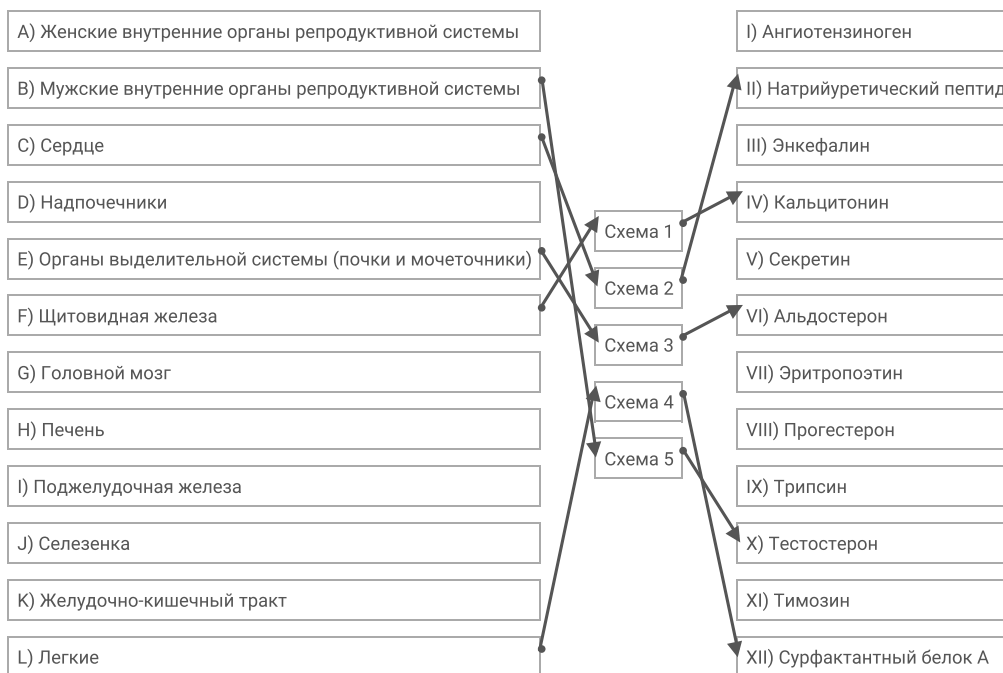 A) Женские внутренние органы репродуктивной системы
B) Мужские внутренние органы репродуктивной системы
C) Сердце
D) Надпочечники
E) Органы выделительной системы (почки и мочеточники)
F) Щитовидная железа
G) Головной мозг
H) Печень
I) Поджелудочная железа
J) Селезенка
K) Желудочно-кишечный тракт
L) Легкие
Схема 1
Схема 2
Схема 3
Схема 4
Схема 5
I) Ангиотензиноген
II) Натрийуретический пептид
III) Энкефалин
IV) Кальцитонин
V) Секретин
VI) Альдостерон
VII) Эритропоэтин
VIII) Прогестерон
IX) Трипсин
X) Тестостерон
XI) Тимозин
XII) Сурфактантный белок А